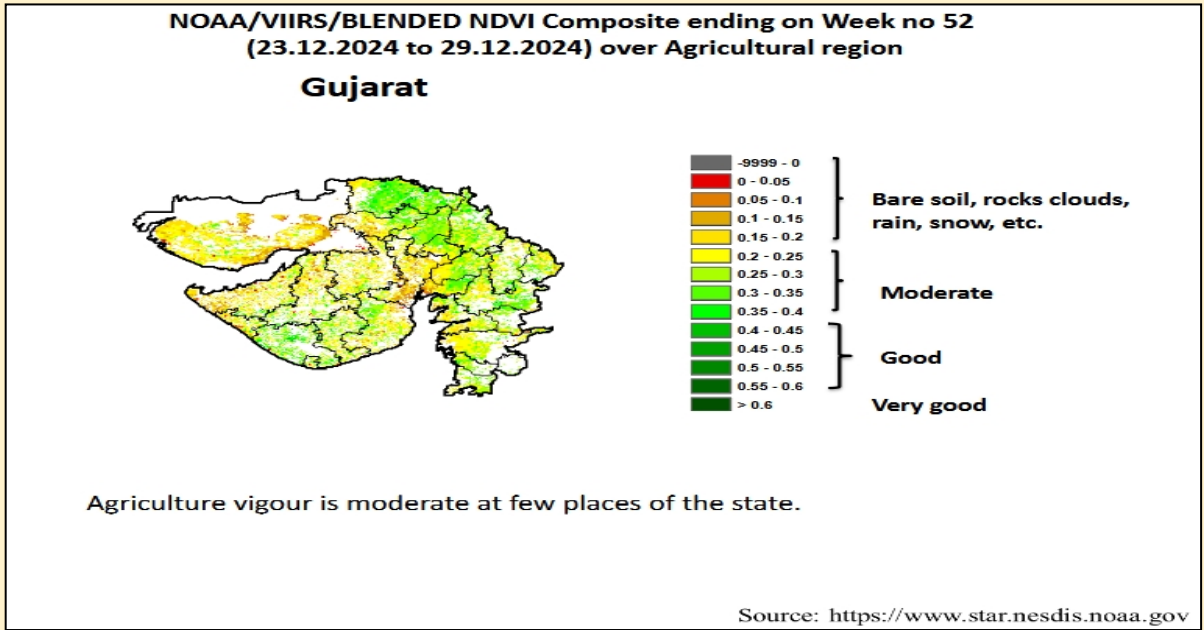 NOAA/VIIRS/BLENDED NDVI Composite ending on Week no 52
(23.12.2024 to 29.12.2024) over Agricultural region
Gujarat
-9999 - 0
0 - 0.05
0.05 - 0.1
0.1 - 0.15
0.15 - 0.2
0.2 - 0.25
0.25 - 0.3
0.3 - 0.35
0.35 - 0.4
0.4 - 0.45
0.45 - 0.5
0.5 - 0.55
0.55 - 0.6
> 0.6
Bare soil, rocks clouds,
rain, snow, etc.
Moderate
Good
Very good
Agriculture vigour is moderate at few places of the state.
Source: https://www.star.nesdis.noaa.gov